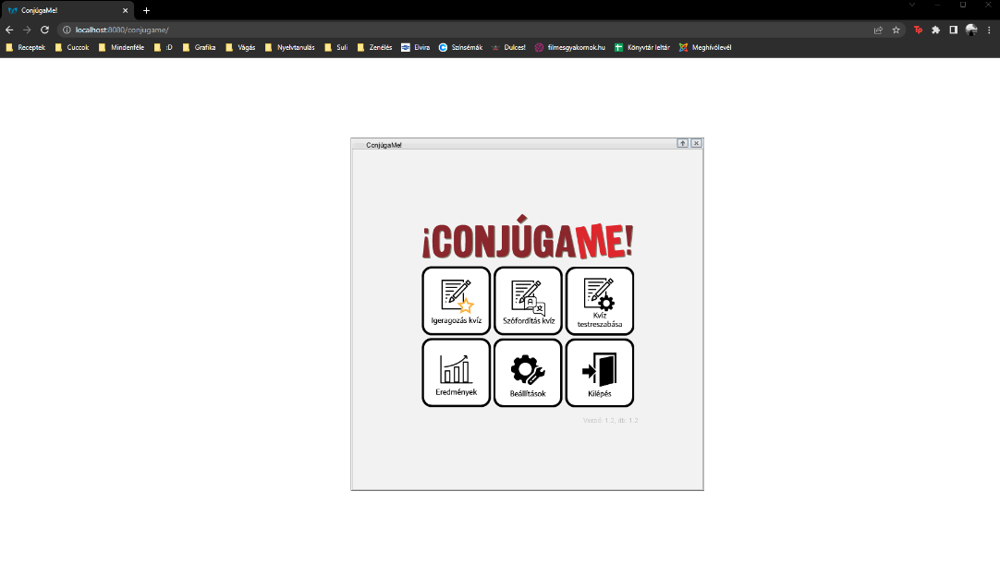 ConjúgaMe!
localhost:8080/conjugame/
Receptek Cuccok Mindenféle :D Grafika Vágás Nyelvtanulás Suli Zenélés Elvira Színsémák Dulces! filmesgyakornok.hu Könyvtár leltár Meghívólevél
ConjúgaMe!
¡CONJÚGAME!
Igeragozás kvíz
Szófordítás kvíz
Kvíz
testreszabása
Eredmények
Beállítások
Kilépés
Verzió: 1.2, db: 1.2